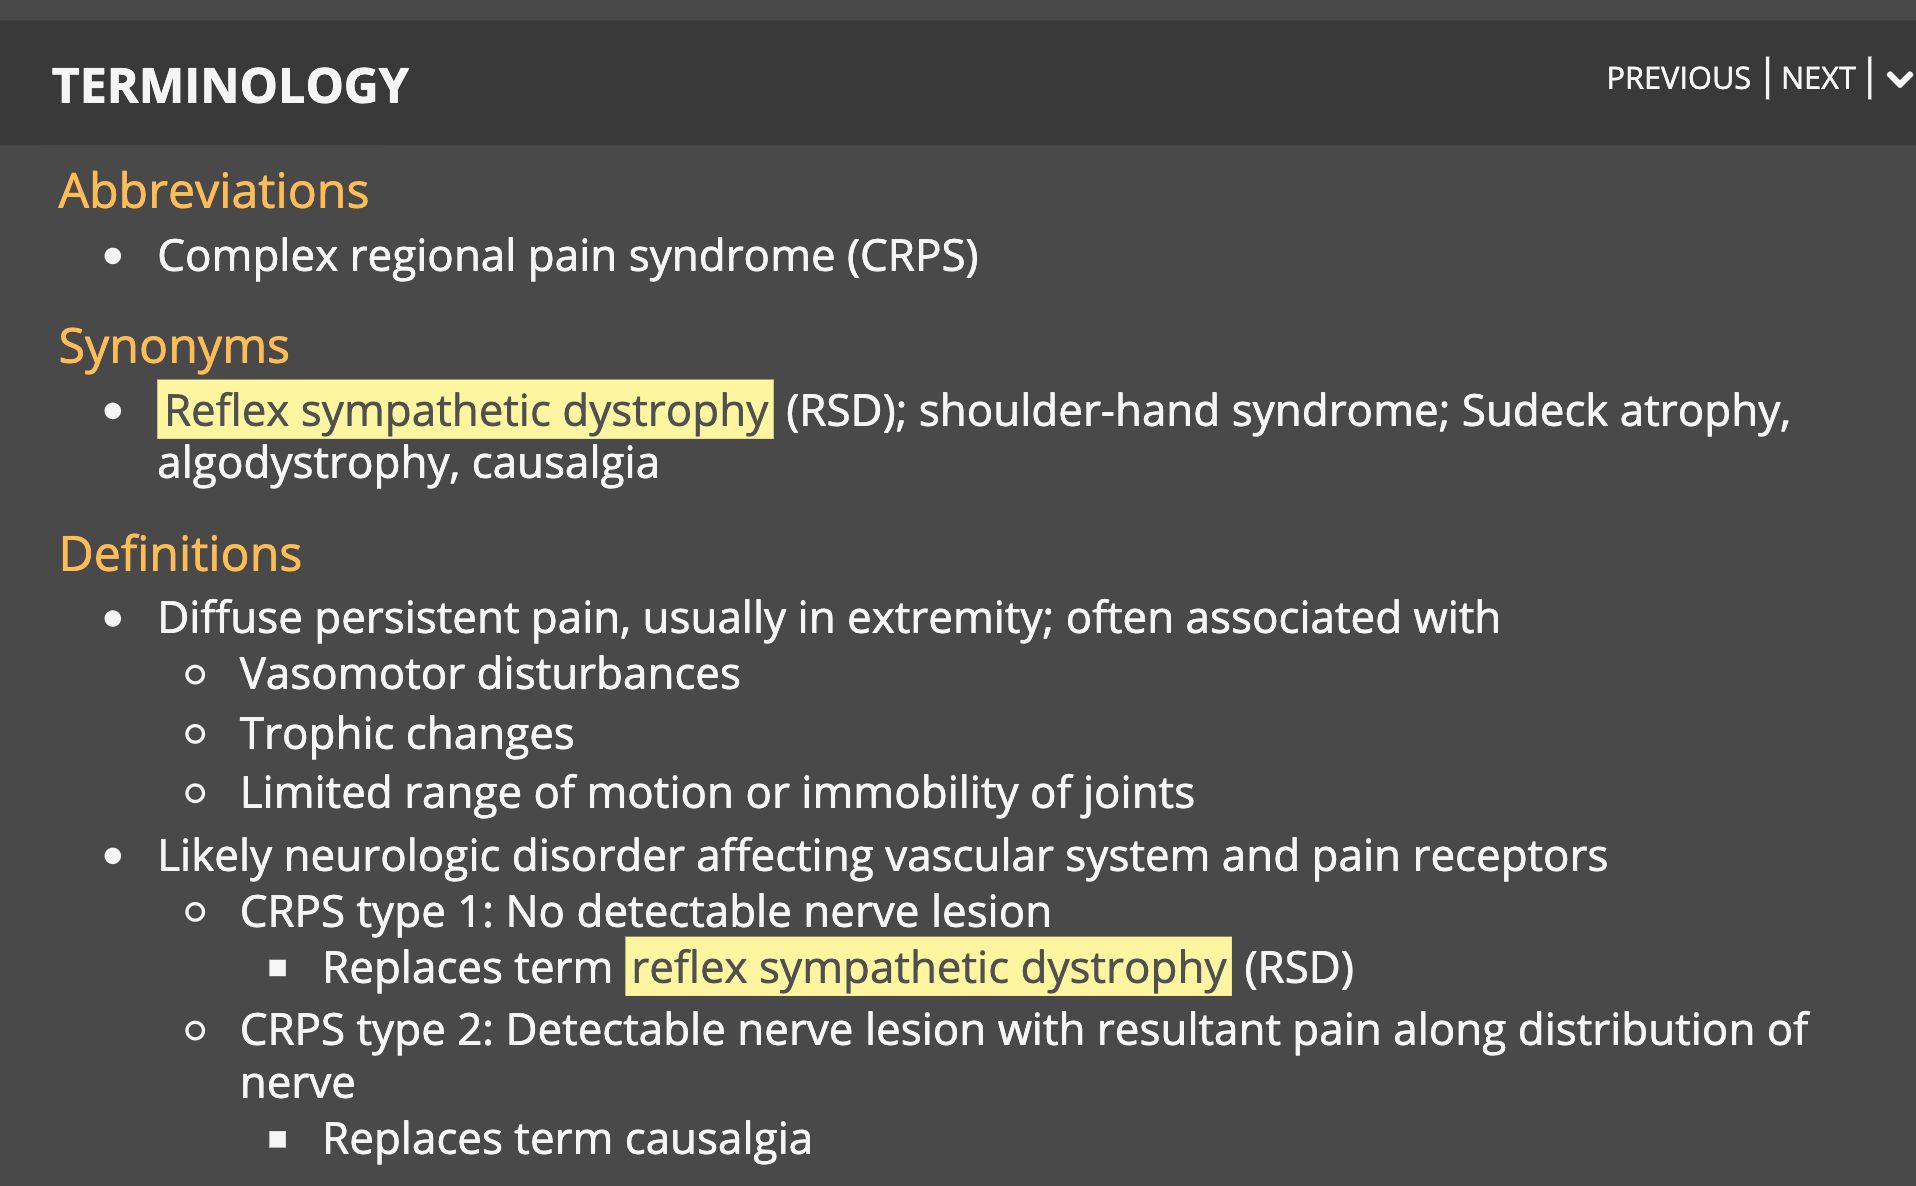 TERMINOLOGY
PREVIOUS | NEXT |
Abbreviations
• Complex regional pain syndrome (CRPS)
Synonyms
• Reflex sympathetic dystrophy (RSD); shoulder-hand syndrome; Sudeck atrophy,
algodystrophy, causalgia
Definitions
• Diffuse persistent pain, usually in extremity; often associated with
○ Vasomotor disturbances
○ Trophic changes
○ Limited range of motion or immobility of joints
• Likely neurologic disorder affecting vascular system and pain receptors
○ CRPS type 1: No detectable nerve lesion
■ Replaces term reflex sympathetic dystrophy (RSD)
○ CRPS type 2: Detectable nerve lesion with resultant pain along distribution of
nerve
■ Replaces term causalgia